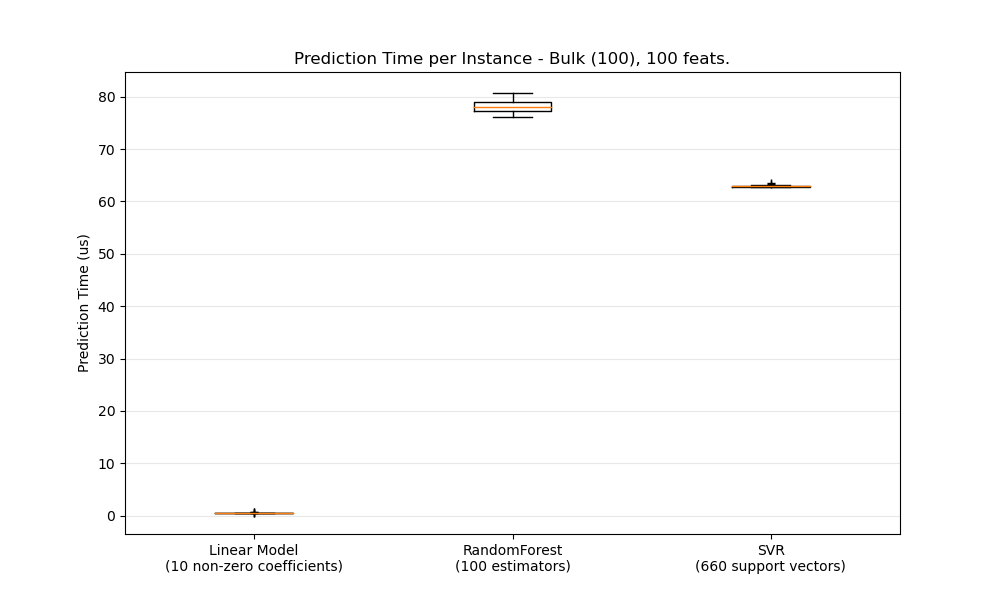 Prediction Time per Instance - Bulk (100), 100 feats.
Prediction Time (us)
80
70
60
50
40
30
20
10
0
Linear Model
(10 non-zero coefficients)
RandomForest
(100 estimators)
SVR
(660 support vectors)